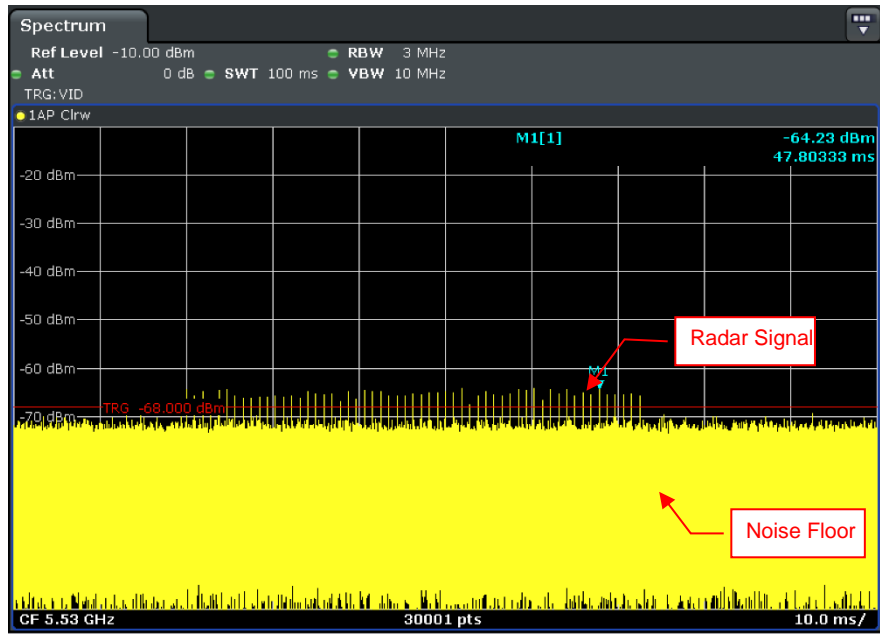 Spectrum
Ref Level -10.00 dBm RBW 3 MHz
Att 0 dB SWT 100 ms VBW 10 MHz
TRG:VID
1AP Clrw
M1[1] -64.23 dBm
47.80333 ms
-20 dBm
-30 dBm
-40 dBm
-50 dBm
Radar Signal
-60 dBm
M1
TRG -68.000 dBm
-70 dBm
Noise Floor
CF 5.53 GHz 30001 pts 10.0 ms/